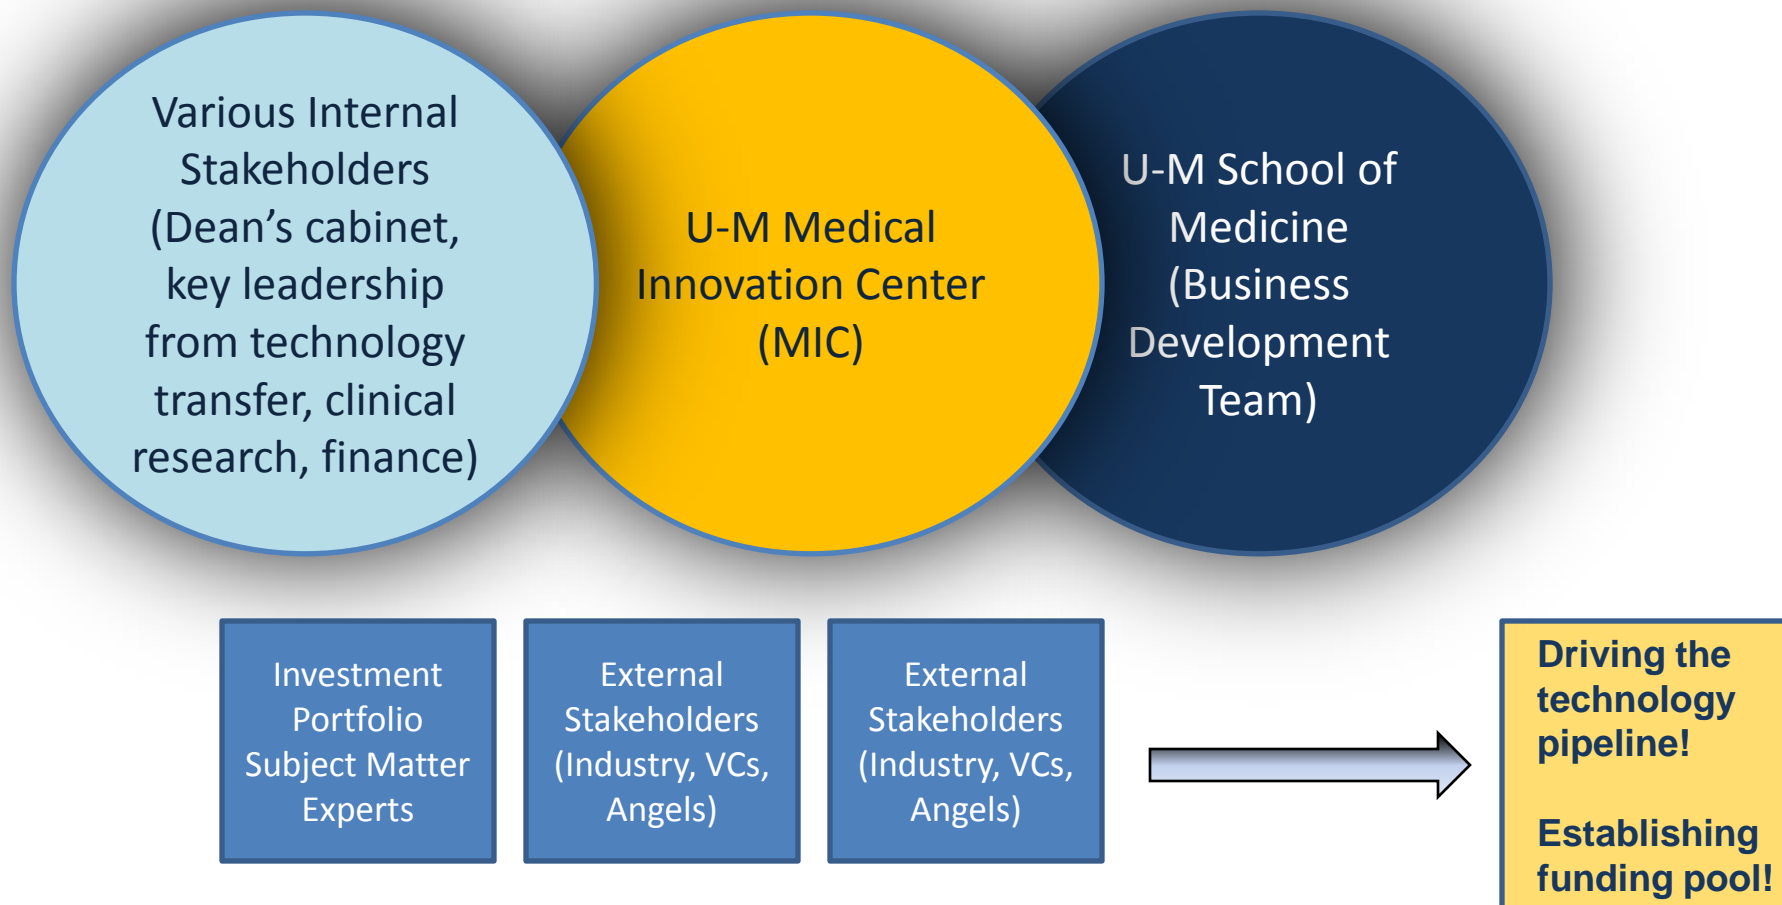 Various Internal
Stakeholders
(Dean’s cabinet,
key leadership
from technology
transfer, clinical
research, finance)
U-M Medical
Innovation Center
(MIC)
U-M School of
Medicine
(Business
Development
Team)
Investment
Portfolio
Subject Matter
Experts
External
Stakeholders
(Industry, VCs,
Angels)
External
Stakeholders
(Industry, VCs,
Angels)
Driving the
technology
pipeline!
Establishing
funding pool!